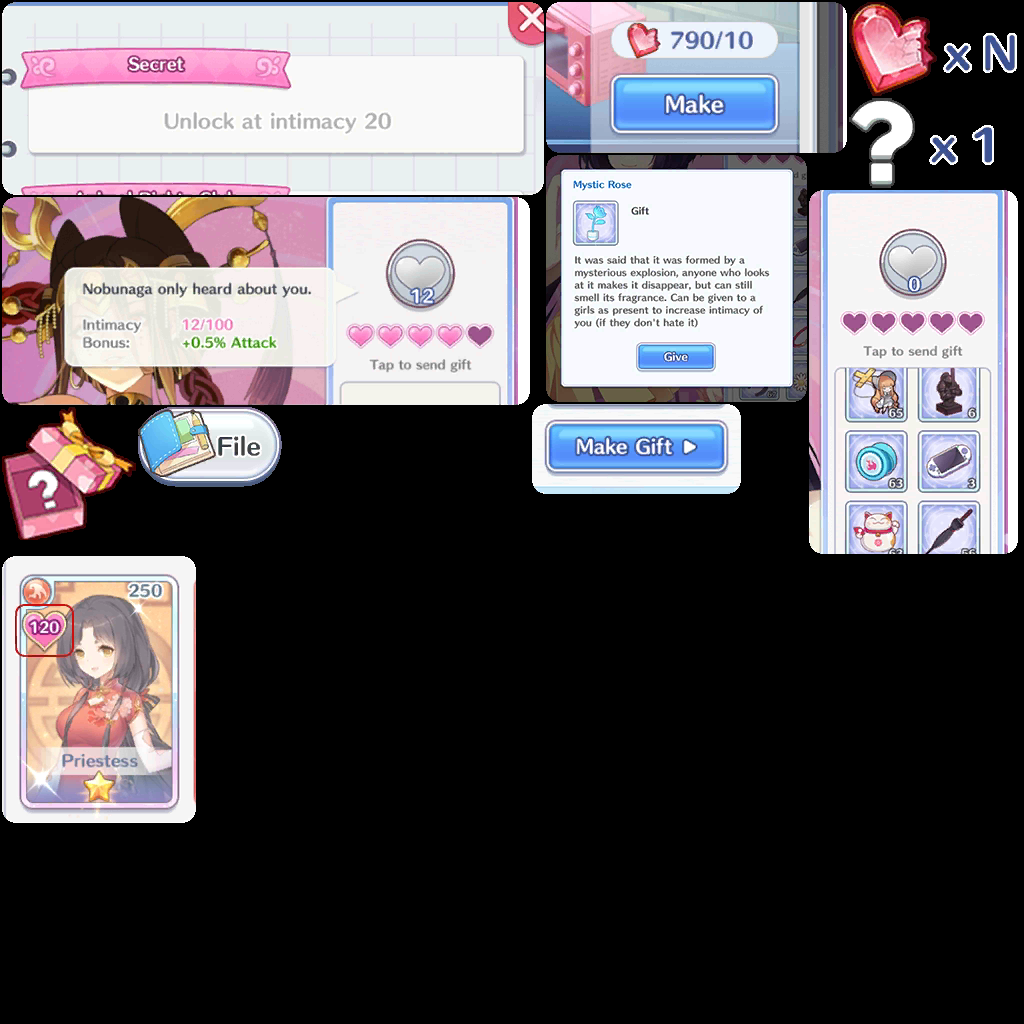 Secret
Unlock at intimacy 20
790/10
Make
x N
? x 1
Nobunaga only heard about you.
Intimacy 12/100
Bonus: +0.5% Attack
12
Tap to send gift
Mystic Rose
Gift
It was said that it was formed by a
mysterious explosion, anyone who looks
at it makes it disappear, but can still
smell its fragrance. Can be given to a
girls as present to increase intimacy of
you (if they don't hate it)
Give
0
Tap to send gift
65
6
63
3
?
File
Make Gift
250
120
Priestess